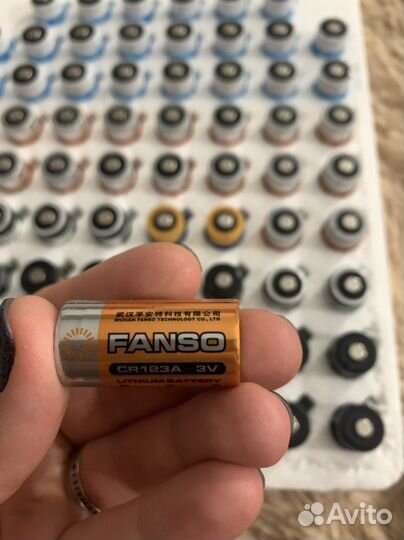 武汉孚安特科技有限公司
WUHAN FANSO TECHNOLOGY CO., LTD
FANSO
CR123A 3V
LITHIUM BATTERY
Avito